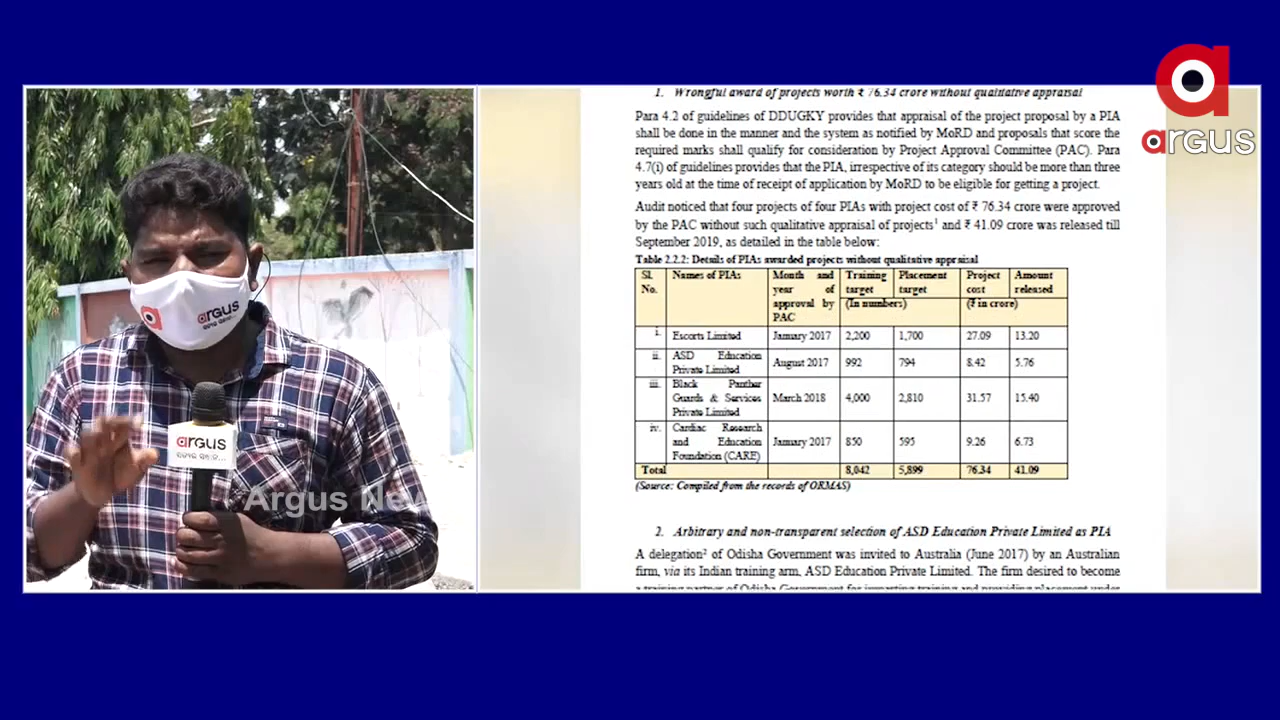 1. Wrongful award of projects worth ₹ 76.34 crore without qualitative appraisal
Para 4.2 of guidelines of DDUGKY provides that appraisal of the project proposal by a PIA
shall be done in the manner and the system as notified by MoRD and proposals that score the
required marks shall qualify for consideration by Project Approval Committee (PAC). Para
4.7(i) of guidelines provides that the PIA, irrespective of its category should be more than three
years old at the time of receipt of application by MoRD to be eligible for getting a project.
Audit noticed that four projects of four PIAs with project cost of ₹ 76.34 crore were approved
by the PAC without such qualitative appraisal of projects¹ and ₹ 41.09 crore was released till
September 2019, as detailed in the table below:
Table 2.2.2: Details of PIAs awarded projects without qualitative appraisal
Sl. No. Names of PIAs Month and year of approval by PAC Training target Placement target (In numbers) Project cost Amount released (₹ in crore)
i. Escorts Limited January 2017 2,200 1,700 27.09 13.20
ii. ASD Education Private Limited August 2017 992 794 8.42 5.76
iii. Black Panther Guards & Services Private Limited March 2018 4,000 2,810 31.57 15.40
iv. Cardiac Research and Education Foundation (CARE) January 2017 850 595 9.26 6.73
Total 8,042 5,899 76.34 41.09
(Source: Compiled from the records of ORMAS)
2. Arbitrary and non-transparent selection of ASD Education Private Limited as PIA
A delegation² of Odisha Government was invited to Australia (June 2017) by an Australian
firm, via its Indian training arm, ASD Education Private Limited. The firm desired to become
a training partner of Odisha Government for imparting training and providing placement under
argus
argus
argus
Argus Ne